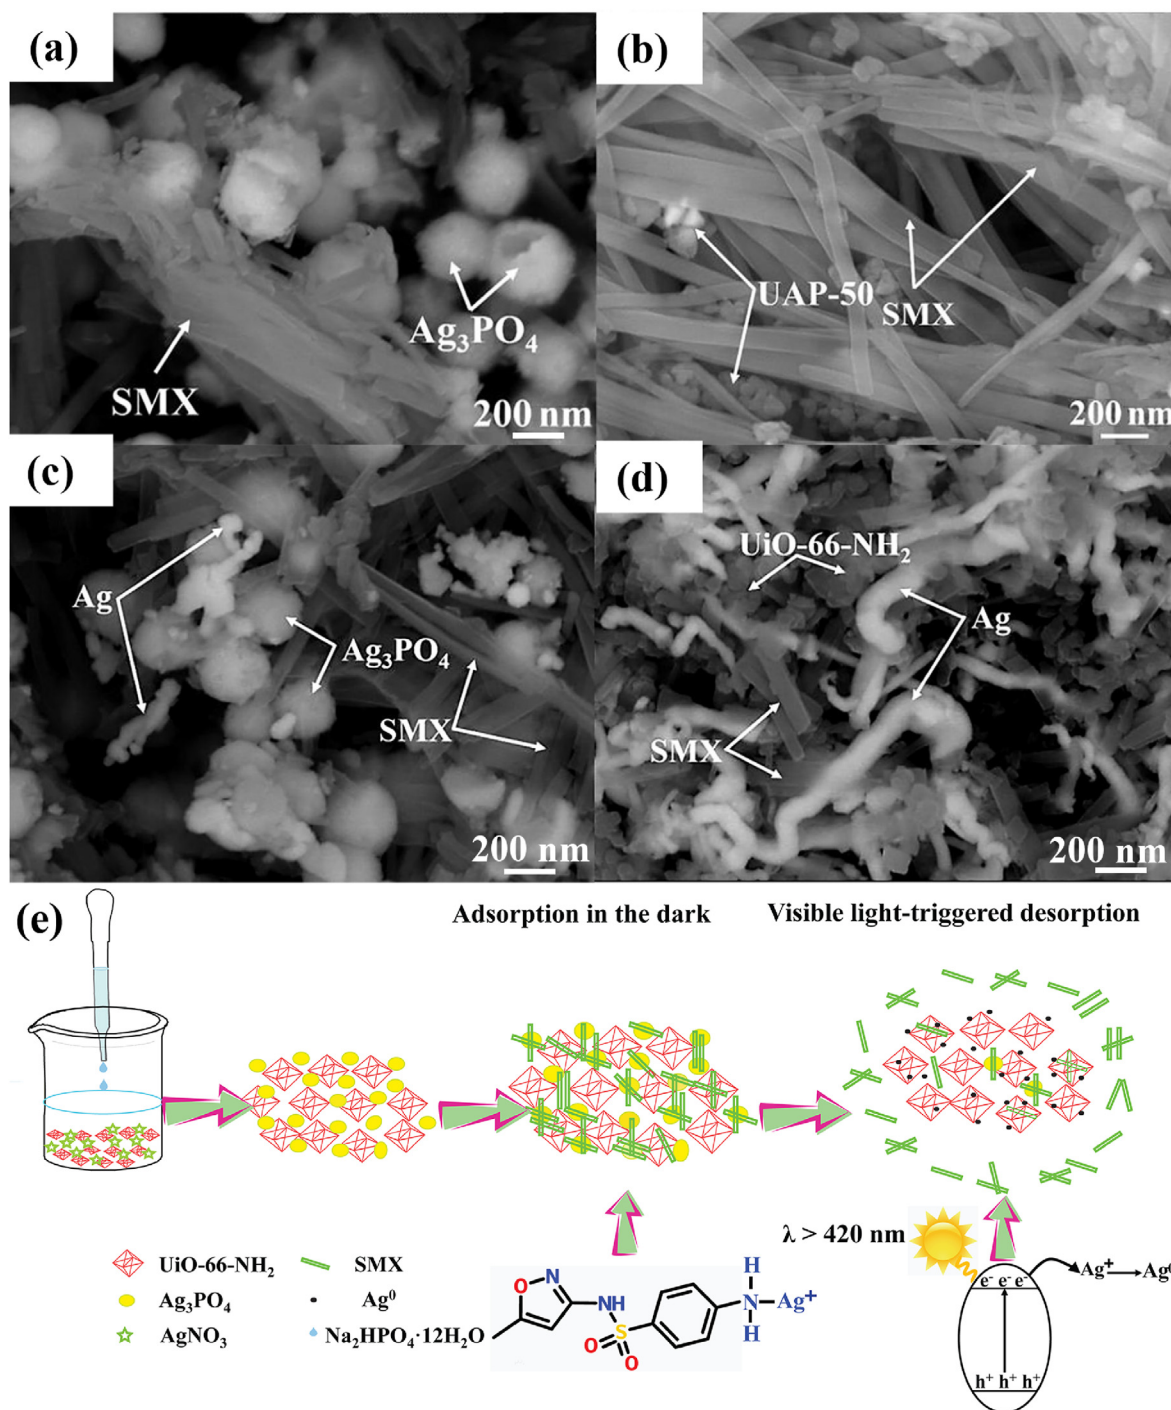 (a)
SMX
Ag₃PO₄
200 nm
(b)
UAP-50
SMX
200 nm
(c)
Ag
Ag₃PO₄
SMX
200 nm
(d)
UiO-66-NH₂
Ag
SMX
200 nm
(e)
Adsorption in the dark
Visible light-triggered desorption
UiO-66-NH₂
SMX
Ag₃PO₄
Ag⁰
AgNO₃
Na₂HPO₄·12H₂O
O
N
NH
S
O
O
H
N
H
Ag⁺
λ > 420 nm
e⁻ e⁻ e⁻
h⁺ h⁺ h⁺
Ag⁺
Ag⁰